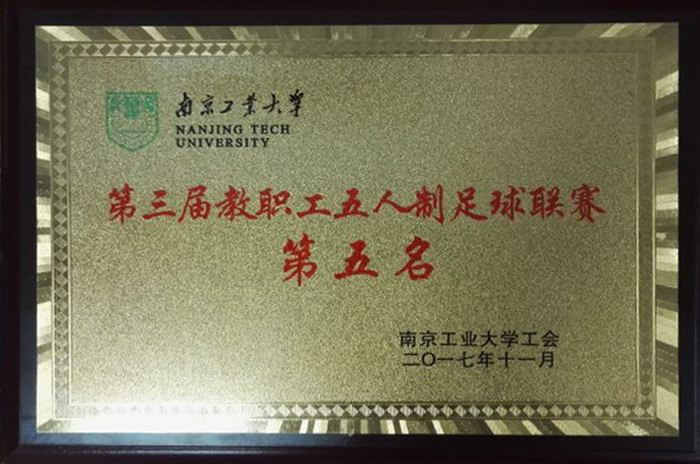 南京工业大学
NANJING TECH
UNIVERSITY
第三届教职工五人制足球联赛
第五名
南京工业大学工会
二〇一七年十一月